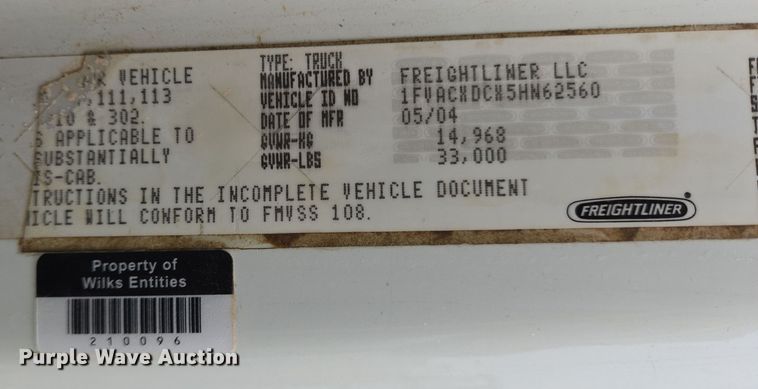 VEHICLE
,111,113
210 & 302.
S APPLICABLE TO
SUBSTANTIALLY
IS-CAB.
TRUCTIONS IN THE INCOMPLETE VEHICLE DOCUMENT
ICLE WILL CONFORM TO FMVSS 108.
TYPE: TRUCK
MANUFACTURED BY FREIGHTLINER LLC
VEHICLE ID NO 1FVACXDCX5HN62560
DATE OF MFR 05/04
GVWR-KG 14,968
GVWR-LBS 33,000
FREIGHTLINER
Property of
Wilks Entities
210096
Purple Wave Auction